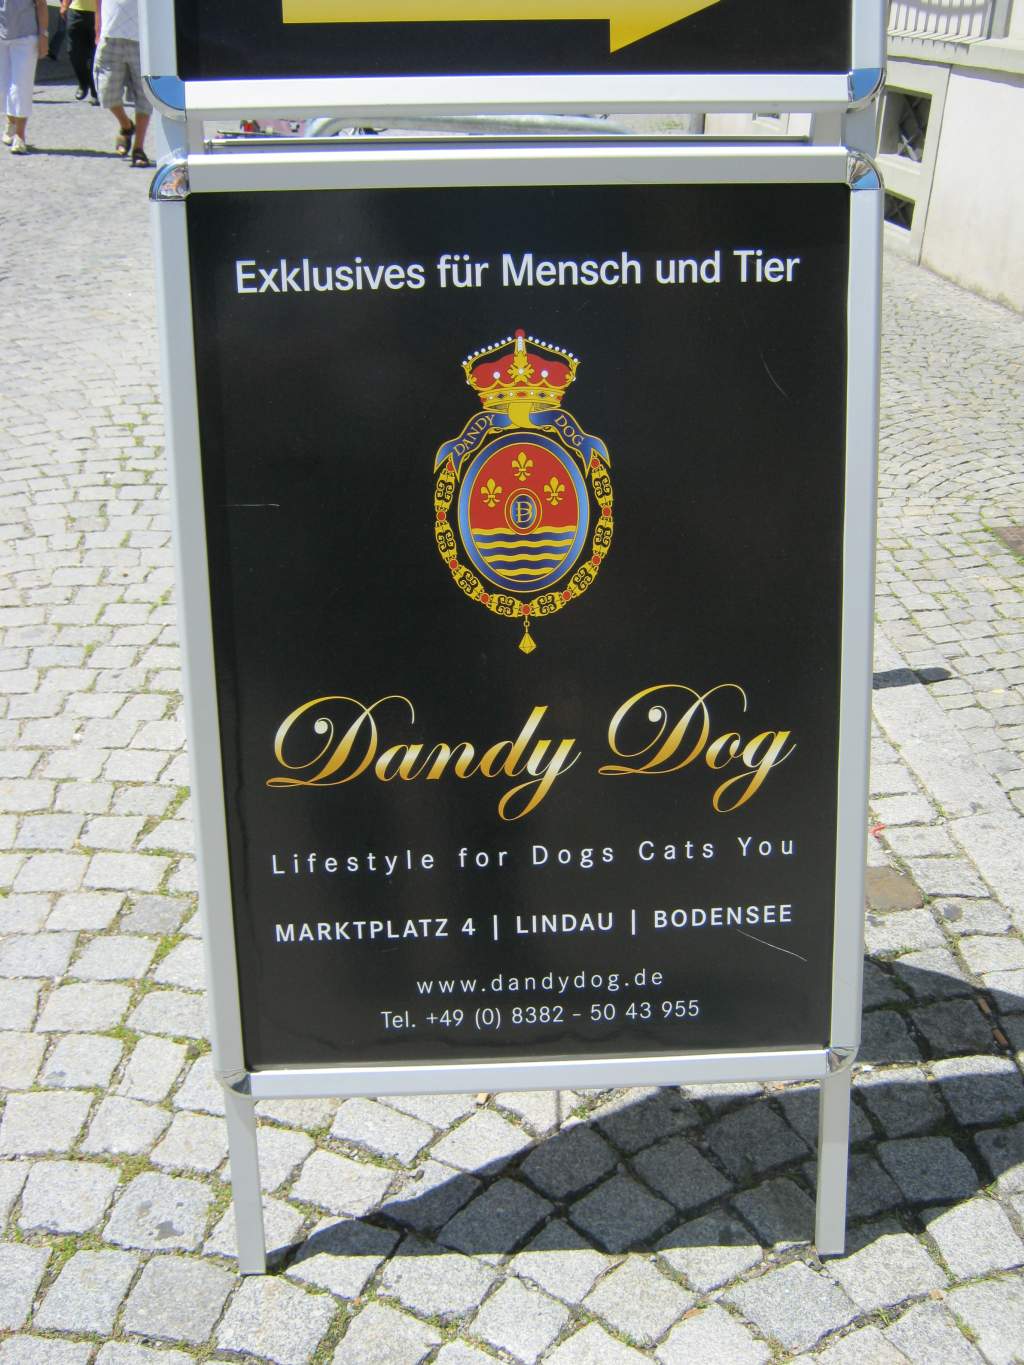 Exklusives für Mensch und Tier
DANDY DOG
D
Dandy Dog
Lifestyle for Dogs Cats You
MARKTPLATZ 4 | LINDAU | BODENSEE
www.dandydog.de
Tel. +49 (0) 8382 - 50 43 955